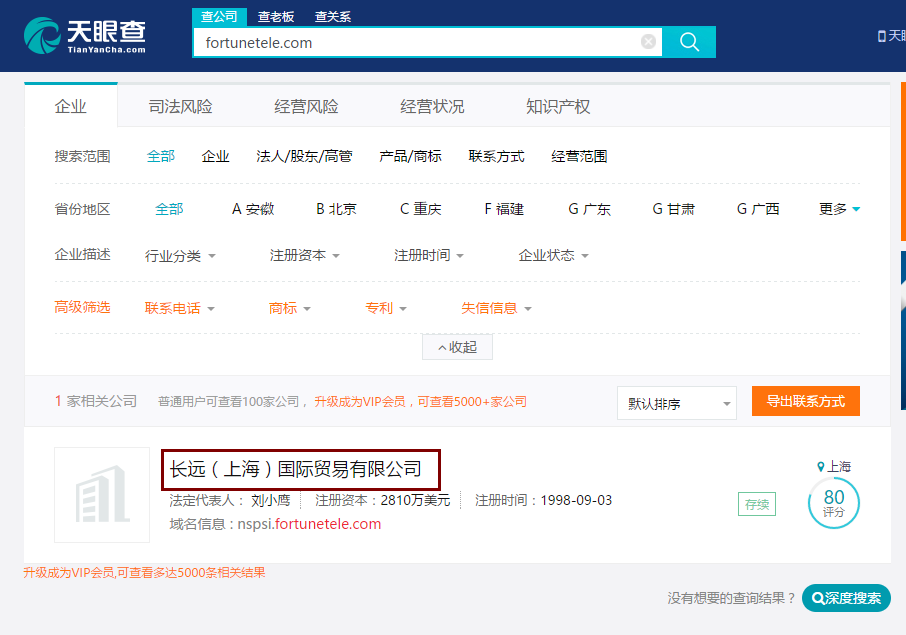 查公司 查老板 查关系
天眼查
TianYanCha.com
fortunetele.com
企业 司法风险 经营风险 经营状况 知识产权
搜索范围 全部 企业 法人/股东/高管 产品/商标 联系方式 经营范围
省份地区 全部 A 安徽 B 北京 C 重庆 F 福建 G 广东 G 甘肃 G 广西 更多
企业描述 行业分类 注册资本 注册时间 企业状态
高级筛选 联系电话 商标 专利 失信信息
收起
1 家相关公司 普通用户可查看100家公司，升级成为VIP会员，可查看5000+家公司 默认排序 导出联系方式
长远（上海）国际贸易有限公司
上海
法定代表人： 刘小鹰 注册资本：2810万美元 注册时间：1998-09-03 存续 80
评分
域名信息：nspsi.fortunetele.com
升级成为VIP会员,可查看多达5000条相关结果
没有想要的查询结果？ 深度搜索